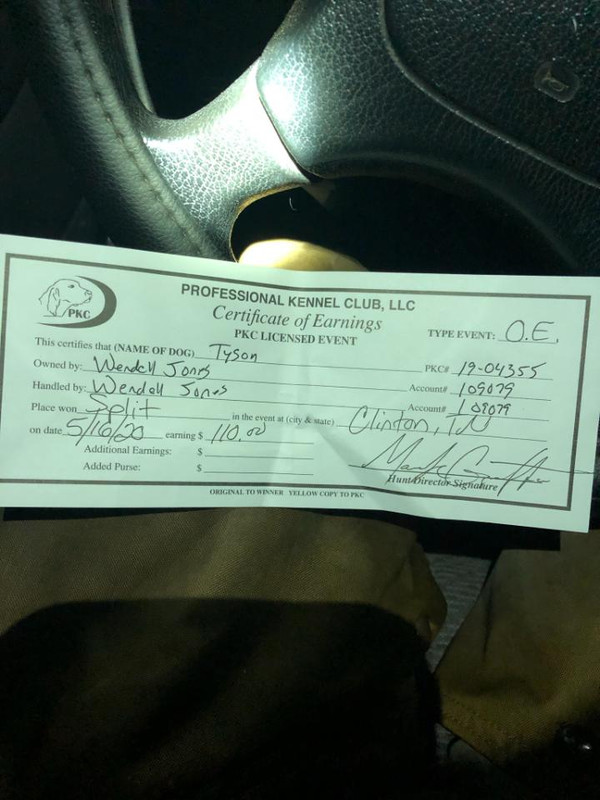 PKC
PROFESSIONAL KENNEL CLUB, LLC
Certificate of Earnings
PKC LICENSED EVENT
TYPE EVENT: O.E.
This certifies that (NAME OF DOG) Tyson PKC# 19-04355
Owned by: Wendell Jones Account# 109079
Handled by: Wendell Jones Account# 109079
Place won Split in the event at (city & state) Clinton, TN
on date 5/16/20 earning $ 110.00
Additional Earnings: $
Added Purse: $
Hunt Director Signature
ORIGINAL TO WINNER YELLOW COPY TO PKC